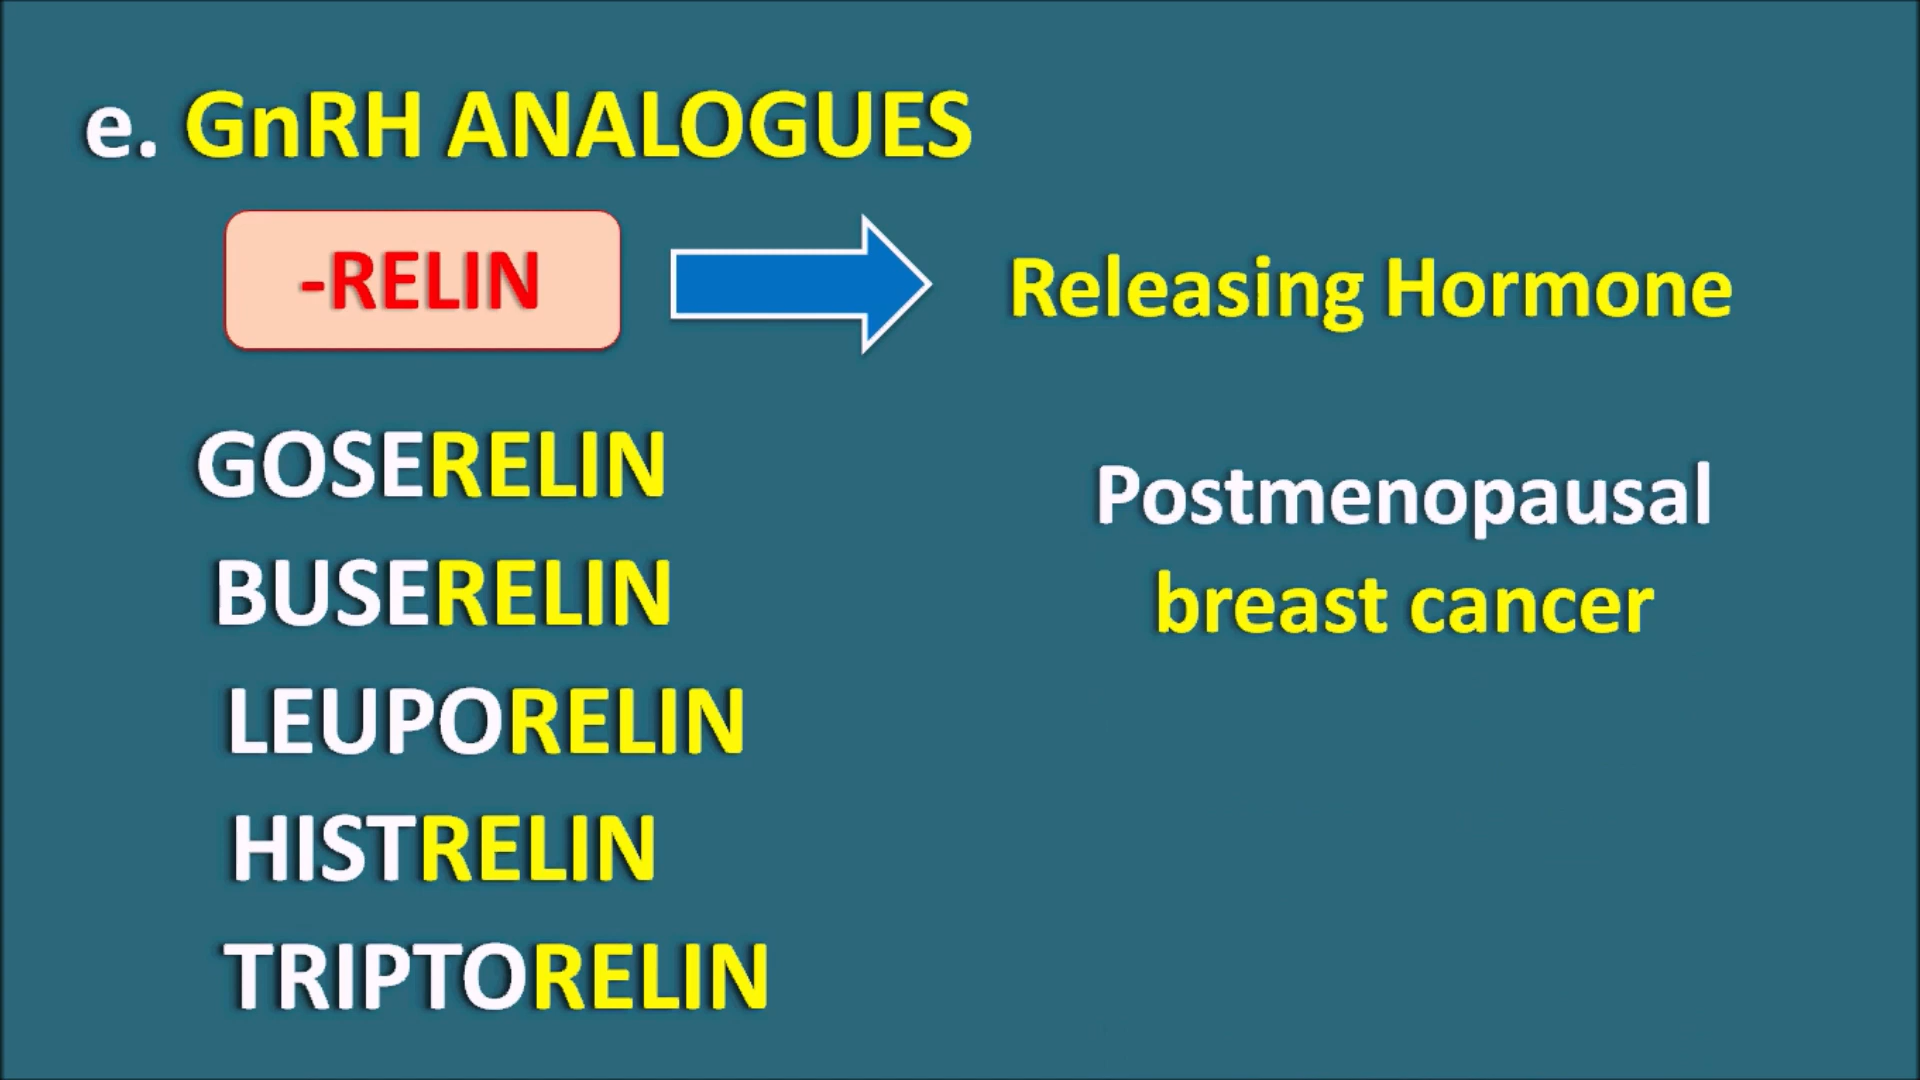 e. GnRH ANALOGUES
-RELIN
Releasing Hormone
GOSERELIN
BUSERELIN
LEUPORELIN
HISTRELIN
TRIPTORELIN
Postmenopausal
breast cancer